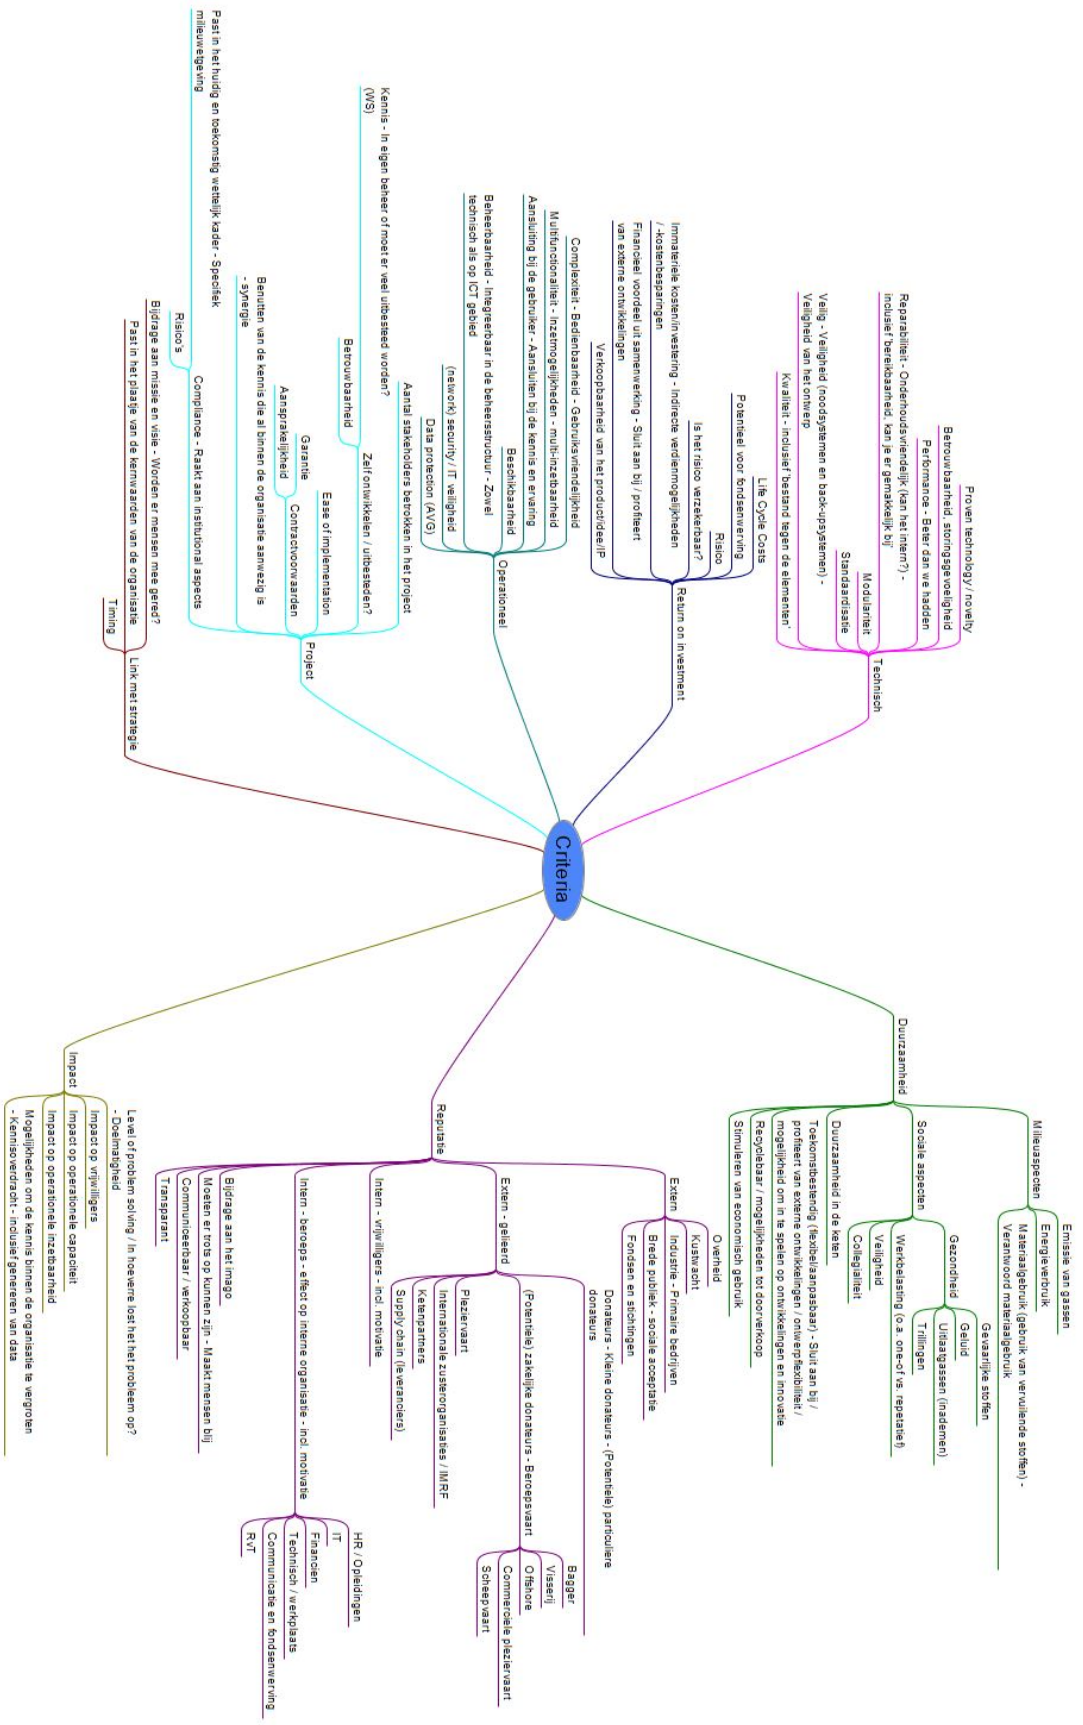 Criteria
Technisch
Proven technology / novelty
Betrouwbaarheid, storingsgevoeligheid
Performance - Beter dan we hadden
Reparabiliteit - Onderhoudsvriendelijk (kan het intern?) -
inclusief 'bereikbaarheid, kan je er gemakkelijk bij'
Modulariteit
Standaardisatie
Veilig - Veiligheid (noodsystemen en back-upsystemen) -
Veiligheid van het ontwerp
Kwaliteit - inclusief 'bestand tegen de elementen'
Return on investment
Life Cycle Costs
Potentieel voor fondsenwerving
Risico
Is het risico verzekerbaar?
Immateriele kosten/investering - Indirecte verdienmogelijkheden
/ -kostenbesparingen
Financieel voordeel uit samenwerking - Sluit aan bij / profiteert
van externe ontwikkelingen
Verkoopbaarheid van het product/idee/IP
Operationeel
Complexiteit - Bedienbaarheid - Gebruiksvriendelijkheid
Multifunctionaliteit - Inzetmogelijkheden - multi-inzetbaarheid
Aansluiting bij de gebruiker - Aansluiten bij de kennis en ervaring
Beschikbaarheid
Beheerbaarheid - Integreerbaar in de beheersstructuur - Zowel
technisch als op ICT gebied
(network) security / IT veiligheid
Data protection (AVG)
Project
Aantal stakeholders betrokken in het project
Zelf ontwikkelen / uitbesteden?
Kennis - In eigen beheer of moet er veel uitbesteed worden?
(WS)
Betrouwbaarheid
Ease of implementation
Contractvoorwaarden
Garantie
Aansprakelijkheid
Benutten van de kennis die al binnen de organisatie aanwezig is
- synergie
Compliance - Raakt aan institutional aspects
Past in het huidig en toekomstig wettelijk kader - Specifiek
milieuwetgeving
Risico's
Link met strategie
Bijdrage aan missie en visie - Worden er mensen mee gered?
Past in het plaatje van de kernwaarden van de organisatie
Timing
Duurzaamheid
Milieuaspecten
Emissie van gassen
Energieverbruik
Materiaalgebruik (gebruik van vervuilende stoffen) -
Verantwoord materiaalgebruik
Sociale aspecten
Gezondheid
Gevaarlijke stoffen
Geluid
Uitlaatgassen (inademen)
Trillingen
Werkbelasting (o.a. one-of vs. repetatief)
Veiligheid
Collegialiteit
Duurzaamheid in de keten
Toekomstbestendig (flexibel/aanpasbaar) - Sluit aan bij /
profiteert van externe ontwikkelingen / ontwerpflexibiliteit /
mogelijkheid om in te spelen op ontwikkelingen en innovatie
Recyclebaar / mogelijkheden tot doorverkoop
Stimuleren van economisch gebruik
Reputatie
Extern
Overheid
Kustwacht
Industrie - Primaire bedrijven
Brede publiek - sociale acceptatie
Fondsen en stichtingen
Extern - gelieerd
Donateurs - Kleine donateurs - (Potentiele) particuliere
donateurs
(Potentiele) zakelijke donateurs - Beroepsvaart
Bagger
Visserij
Offshore
Commerciele pleziervaart
Scheepvaart
Pleziervaart
Internationale zusterorganisaties / IMRF
Ketenpartners
Supply chain (leveranciers)
Intern - vrijwilligers - incl. motivatie
Intern - beroeps - effect op interne organisatie - incl. motivatie
HR / Opleidingen
IT
Financien
Technisch / werkplaats
Communicatie en fondsenwerving
RvT
Bijdrage aan het imago
Moeten er trots op kunnen zijn - Maakt mensen blij
Communiceerbaar / verkoopbaar
Transparant
Impact
Level of problem solving / In hoeverre lost het het probleem op?
- Doelmatigheid
Impact op vrijwilligers
Impact op operationele capaciteit
Impact op operationele inzetbaarheid
Mogelijkheden om de kennis binnen de organisatie te vergroten
- Kennisoverdracht - inclusief genereren van data